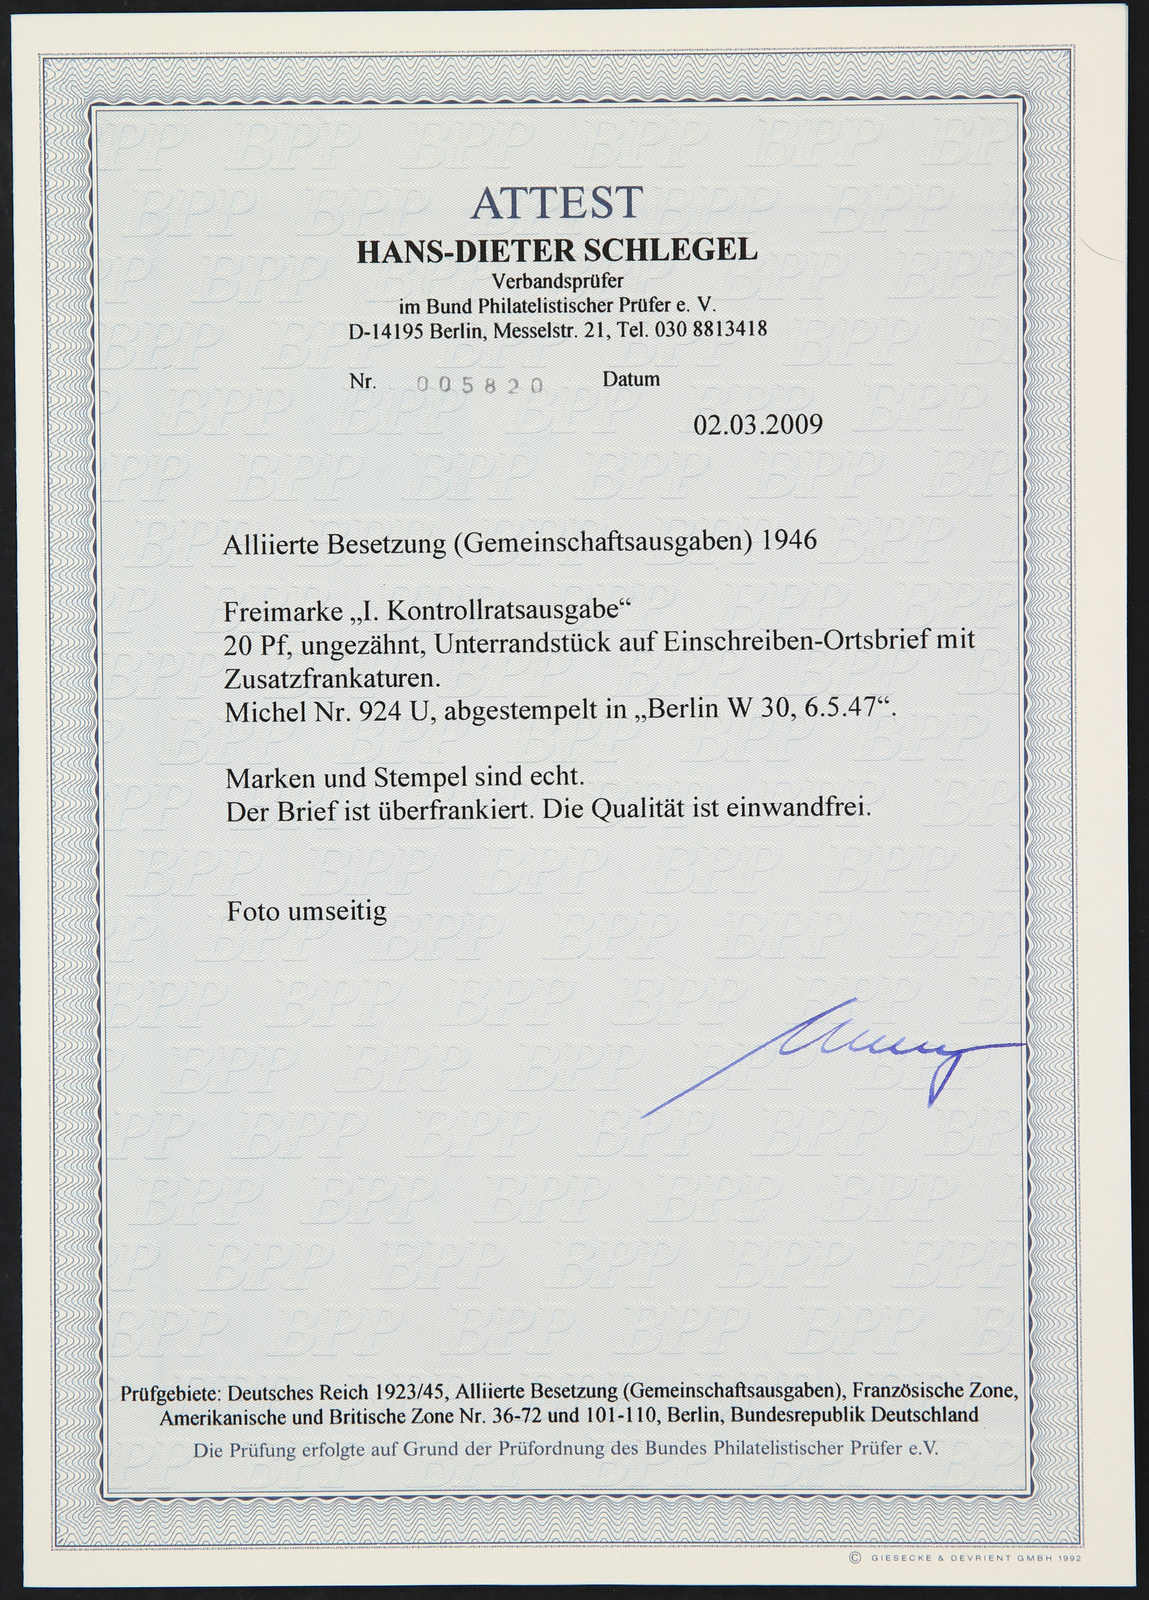 ATTEST
HANS-DIETER SCHLEGEL
Verbandsprüfer
im Bund Philatelistischer Prüfer e. V.
D-14195 Berlin, Messelstr. 21, Tel. 030 8813418
Nr. 005820 Datum
02.03.2009
Alliierte Besetzung (Gemeinschaftsausgaben) 1946
Freimarke „I. Kontrollratsausgabe“
20 Pf, ungezähnt, Unterrandstück auf Einschreiben-Ortsbrief mit
Zusatzfrankaturen.
Michel Nr. 924 U, abgestempelt in „Berlin W 30, 6.5.47“.
Marken und Stempel sind echt.
Der Brief ist überfrankiert. Die Qualität ist einwandfrei.
Foto umseitig
Prüfgebiete: Deutsches Reich 1923/45, Alliierte Besetzung (Gemeinschaftsausgaben), Französische Zone,
Amerikanische und Britische Zone Nr. 36-72 und 101-110, Berlin, Bundesrepublik Deutschland
Die Prüfung erfolgte auf Grund der Prüfordnung des Bundes Philatelistischer Prüfer e.V.
© GIESECKE & DEVRIENT GMBH 1992